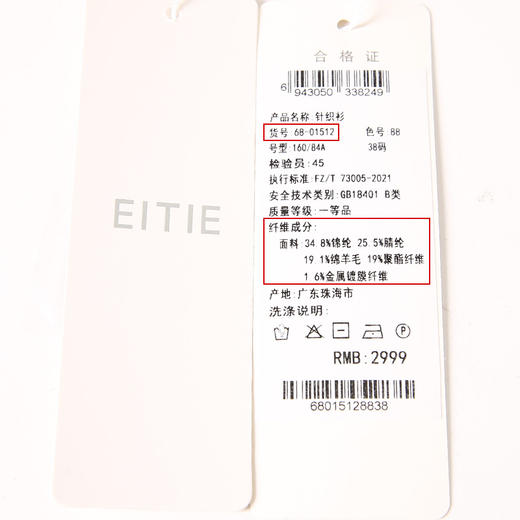 EITIE
合格证
6 943050 338249
产品名称:针织衫
货号:68-01512 色号:88
号型:160/84A 38码
检验员:45
执行标准:FZ/T 73005-2021
安全技术类别:GB18401 B类
质量等级:一等品
纤维成分:
面料:34.8%锦纶 25.5%腈纶
19.1%绵羊毛 19%聚酯纤维
1.6%金属镀膜纤维
产地:广东珠海市
洗涤说明:
RMB:2999
68015128838